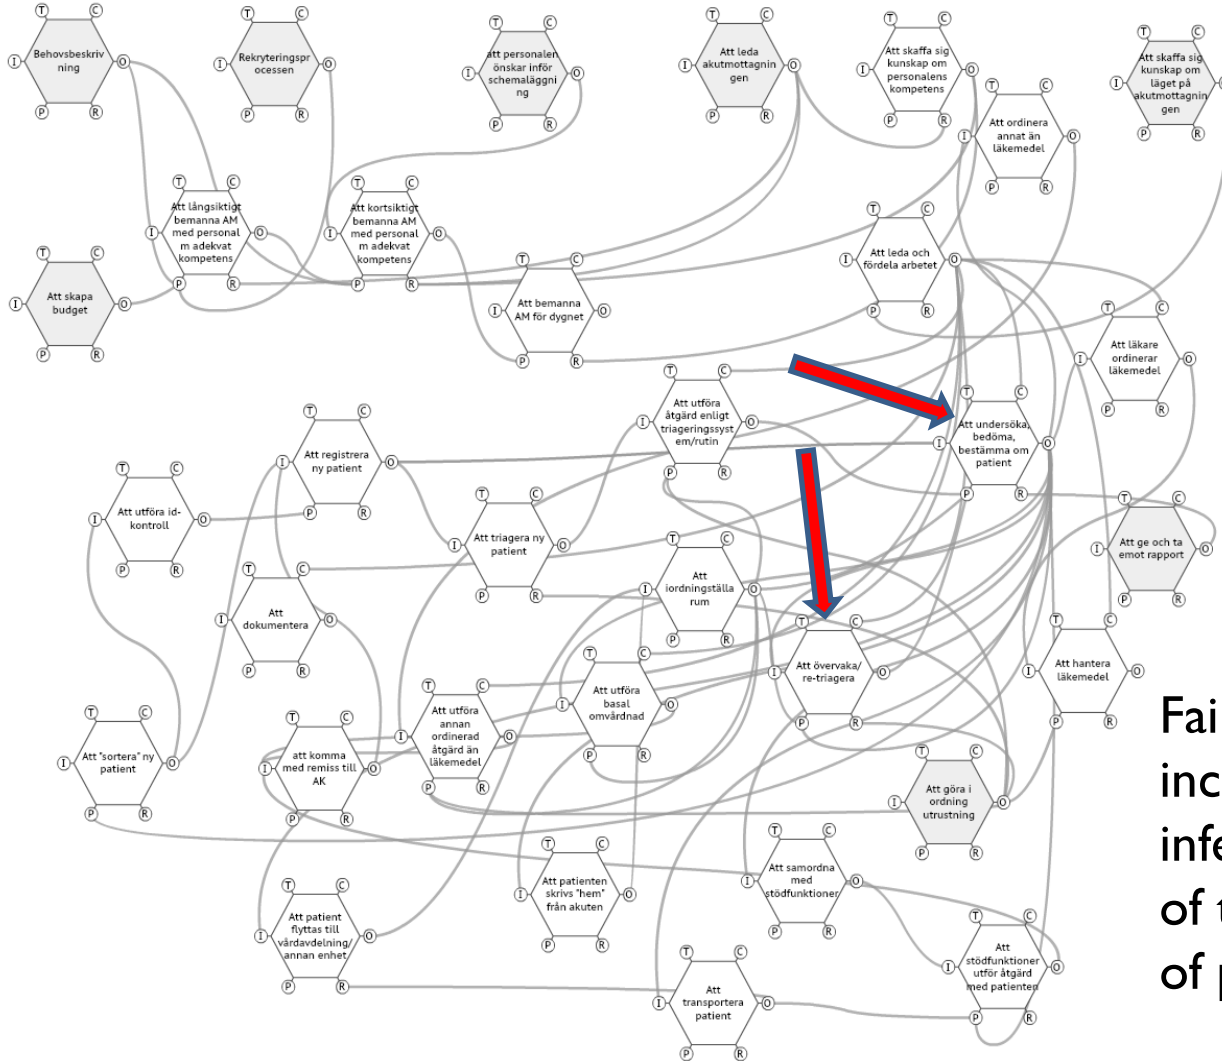 Behovsbeskriv
ning
Rekryteringspr
ocessen
att personalen
önskar inför
schemaläggni
ng
Att leda
akutmottagnin
gen
Att skaffa sig
kunskap om
personalens
kompetens
Att skaffa sig
kunskap om
läget på
akutmottagnin
gen
Att ordinera
annat än
läkemedel
Att långsiktigt
bemanna AM
med personal
m adekvat
kompetens
Att kortsiktigt
bemanna AM
med personal
m adekvat
kompetens
Att leda och
fördela arbetet
Att skapa
budget
Att bemanna
AM för dygnet
Att läkare
ordinerar
läkemedel
Att utföra
åtgärd enligt
triageringssyst
em/rutin
Att undersöka,
bedöma,
bestämma om
patient
Att registrera
ny patient
Att utföra id-
kontroll
Att triagera ny
patient
Att ge och ta
emot rapport
Att
iordningställa
rum
Att
dokumentera
Att övervaka/
re-triagera
Att hantera
läkemedel
Att utföra
basal
omvårdnad
Att utföra
annan
ordinerad
åtgärd än
läkemedel
Att "sortera" ny
patient
att komma
med remiss till
AK
Att göra i
ordning
utrustning
Att patienten
skrivs "hem"
från akuten
Att samordna
med
stödfunktioner
Att patient
flyttas till
vårdavdelning/
annan enhet
Att
stödfunktioner
utför åtgärd
med patienten
Att
transportera
patient
Fai
inc
infe
of t
of p
T C I O P R